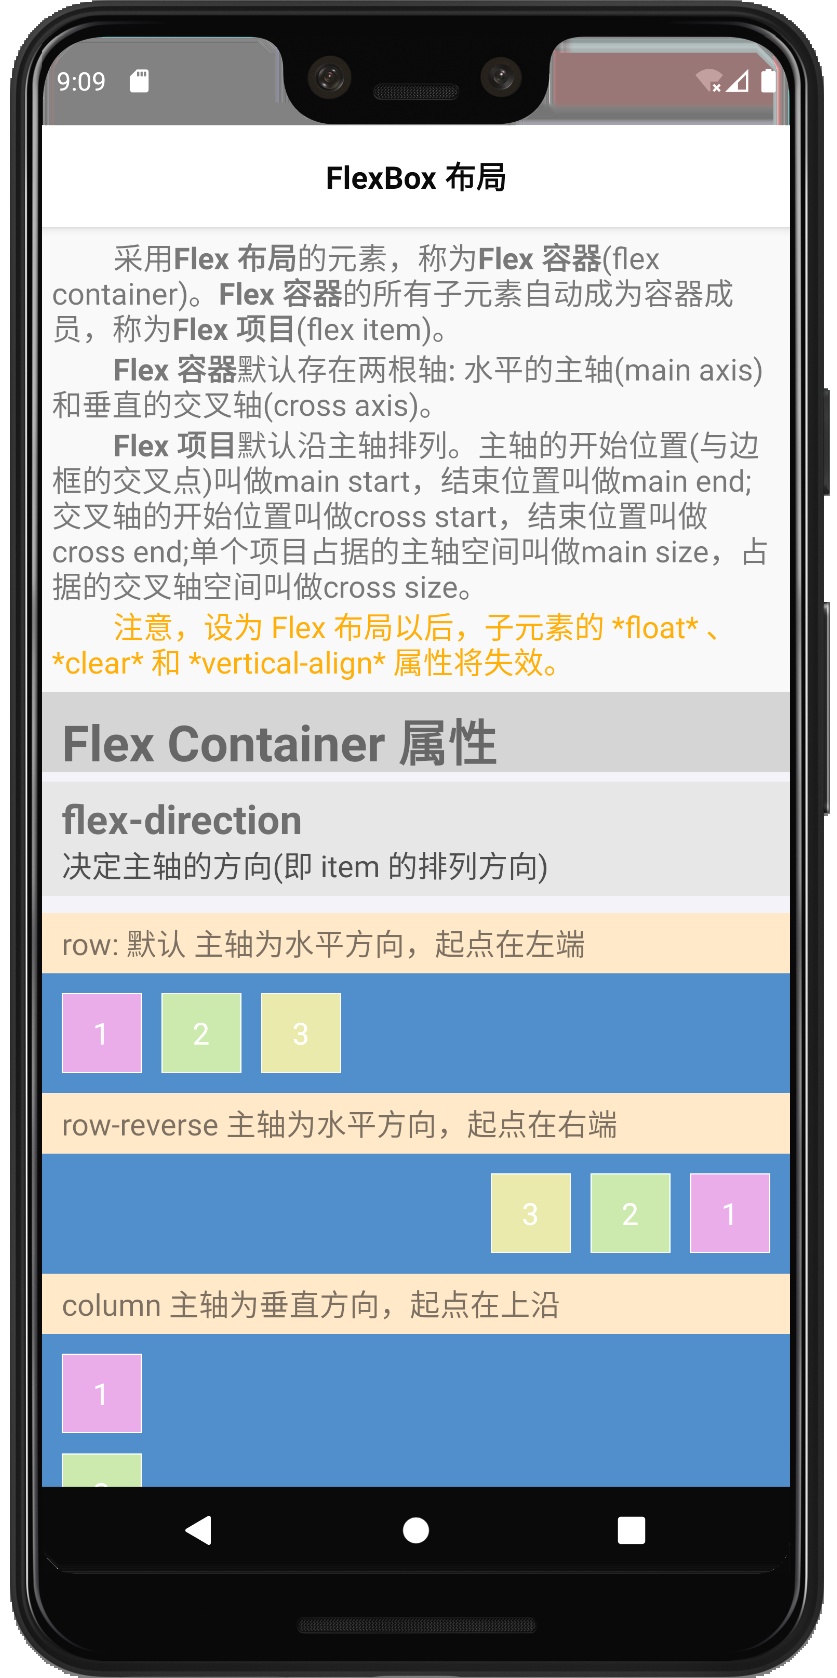 9:09
FlexBox 布局
采用Flex 布局的元素，称为Flex 容器(flex
container)。Flex 容器的所有子元素自动成为容器成
员，称为Flex 项目(flex item)。
Flex 容器默认存在两根轴: 水平的主轴(main axis)
和垂直的交叉轴(cross axis)。
Flex 项目默认沿主轴排列。主轴的开始位置(与边
框的交叉点)叫做main start，结束位置叫做main end;
交叉轴的开始位置叫做cross start，结束位置叫做
cross end;单个项目占据的主轴空间叫做main size，占
据的交叉轴空间叫做cross size。
注意，设为 Flex 布局以后，子元素的 *float* 、
*clear* 和 *vertical-align* 属性将失效。
Flex Container 属性
flex-direction
决定主轴的方向(即 item 的排列方向)
row: 默认 主轴为水平方向，起点在左端
1 2 3
row-reverse 主轴为水平方向，起点在右端
3 2 1
column 主轴为垂直方向，起点在上沿
1